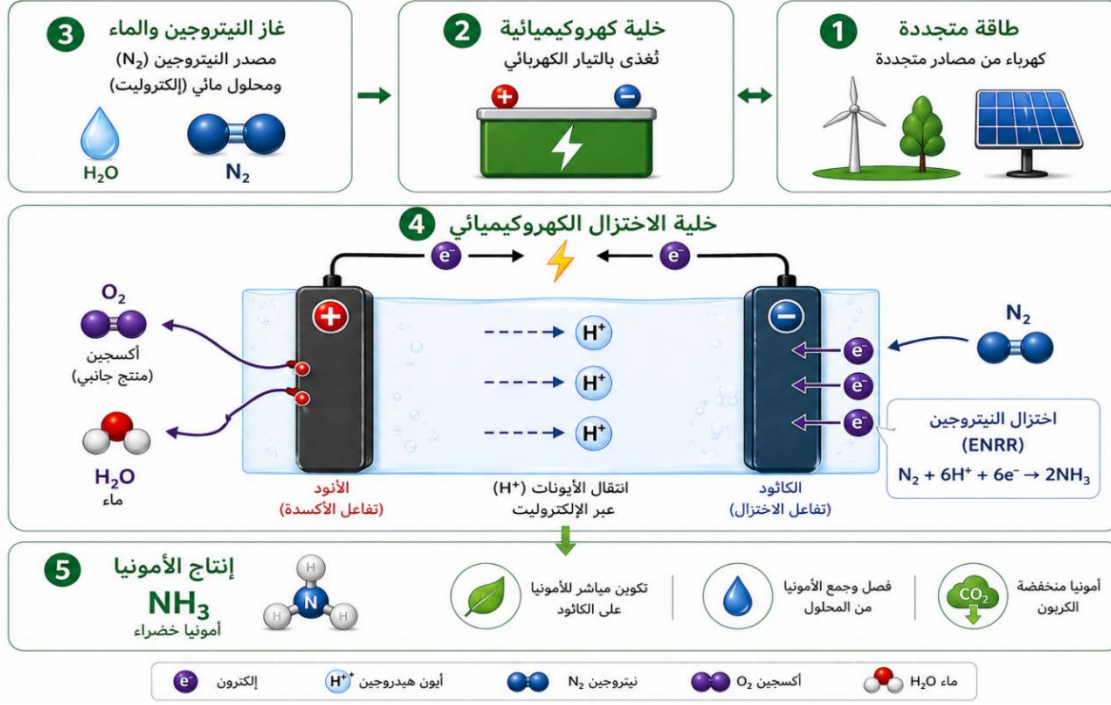 1
طاقة متجددة
كهرباء من مصادر متجددة
2
خلية كهروكيميائية
تُغذى بالتيار الكهربائي
+
−
3
غاز النيتروجين والماء
مصدر النيتروجين (N₂)
ومحلول مائي (إلكتروليت)
H₂O
N₂
4
خلية الاختزال الكهروكيميائي
e⁻
e⁻
+
−
O₂
أكسجين
(منتج جانبي)
H₂O
ماء
H⁺
H⁺
H⁺
e⁻
e⁻
e⁻
N₂
اختزال النيتروجين
(ENRR)
N₂ + 6H⁺ + 6e⁻ → 2NH₃
الكاثود
(تفاعل الاختزال)
انتقال الأيونات (H⁺)
عبر الإلكتروليت
الأنود
(تفاعل الأكسدة)
5
إنتاج الأمونيا
NH₃
أمونيا خضراء
H
N
H
H
تكوين مباشر للأمونيا
على الكاثود
فصل وجمع الأمونيا
من المحلول
CO₂
أمونيا منخفضة
الكربون
ماء H₂O
أكسجين O₂
نيتروجين N₂
أيون هيدروجين H⁺⁺
إلكترون e⁻